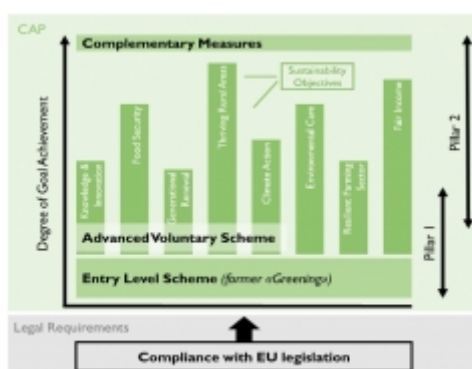 CAP
Complementary Measures
Sustainability
Objectives
Degree of Goal Achievement
Knowledge &
Innovation
Food Security
Generational
Renewal
Thriving Rural Areas
Climate Action
Environmental Care
Resilient Farming
Sector
Fair Income
Pillar 2
Pillar 1
Advanced Voluntary Scheme
Entry Level Scheme (former «Greening»)
Legal Requirements
Compliance with EU legislation